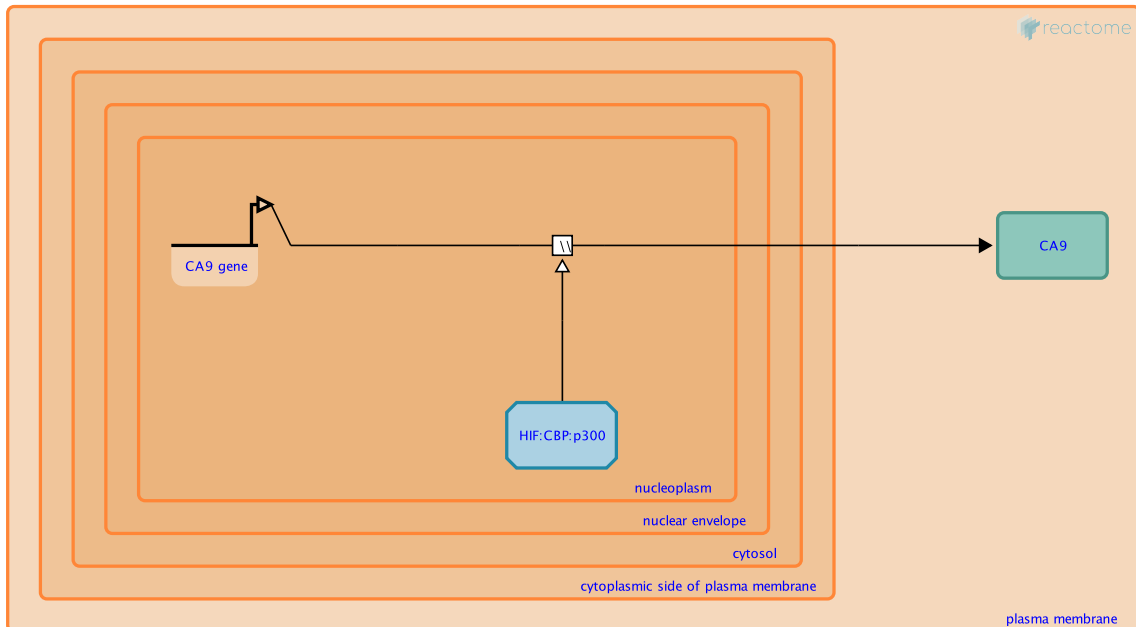 reactome
CA9 gene
CA9
HIF:CBP:p300
nucleoplasm
nuclear envelope
cytosol
cytoplasmic side of plasma membrane
plasma membrane